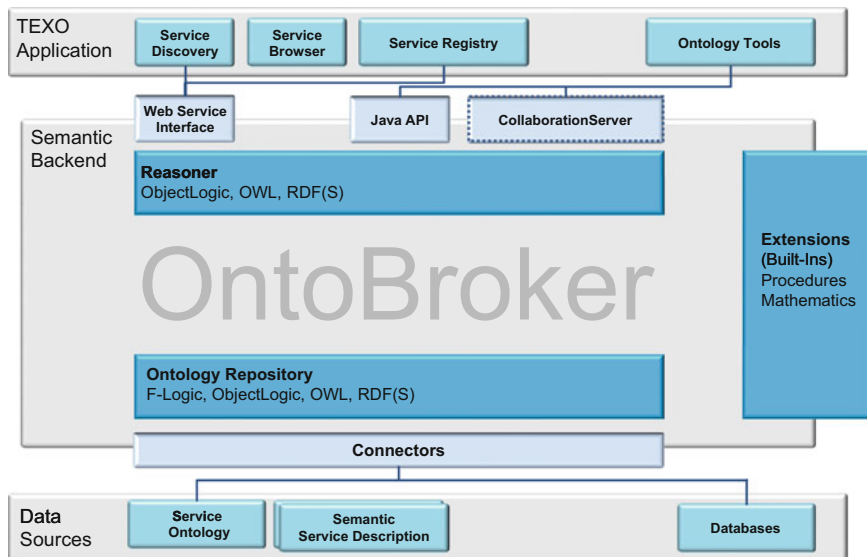 TEXO
Application
Service
Discovery
Service
Browser
Service Registry
Ontology Tools
Web Service
Interface
Java API
CollaborationServer
Semantic
Backend
Reasoner
ObjectLogic, OWL, RDF(S)
OntoBroker
Extensions
(Built-Ins)
Procedures
Mathematics
Ontology Repository
F-Logic, ObjectLogic, OWL, RDF(S)
Connectors
Data
Sources
Service
Ontology
Semantic
Service Description
Databases